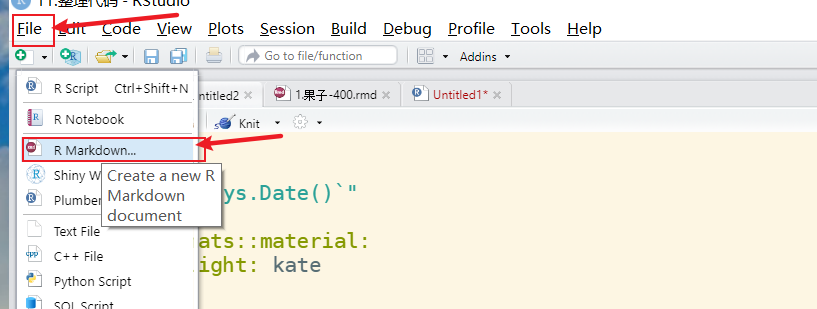 11.整理代码 - RStudio
File Edit Code View Plots Session Build Debug Profile Tools Help
Go to file/function
Addins
R Script Ctrl+Shift+N
ntitled2
1.果子-400.rmd
Untitled1*
R Notebook
Knit
R Markdown...
Shiny W
Create a new R
Markdown
document
Plumber
ys.Date()`"
Text File
ats::material:
C++ File
ight: kate
Python Script
SQL Script